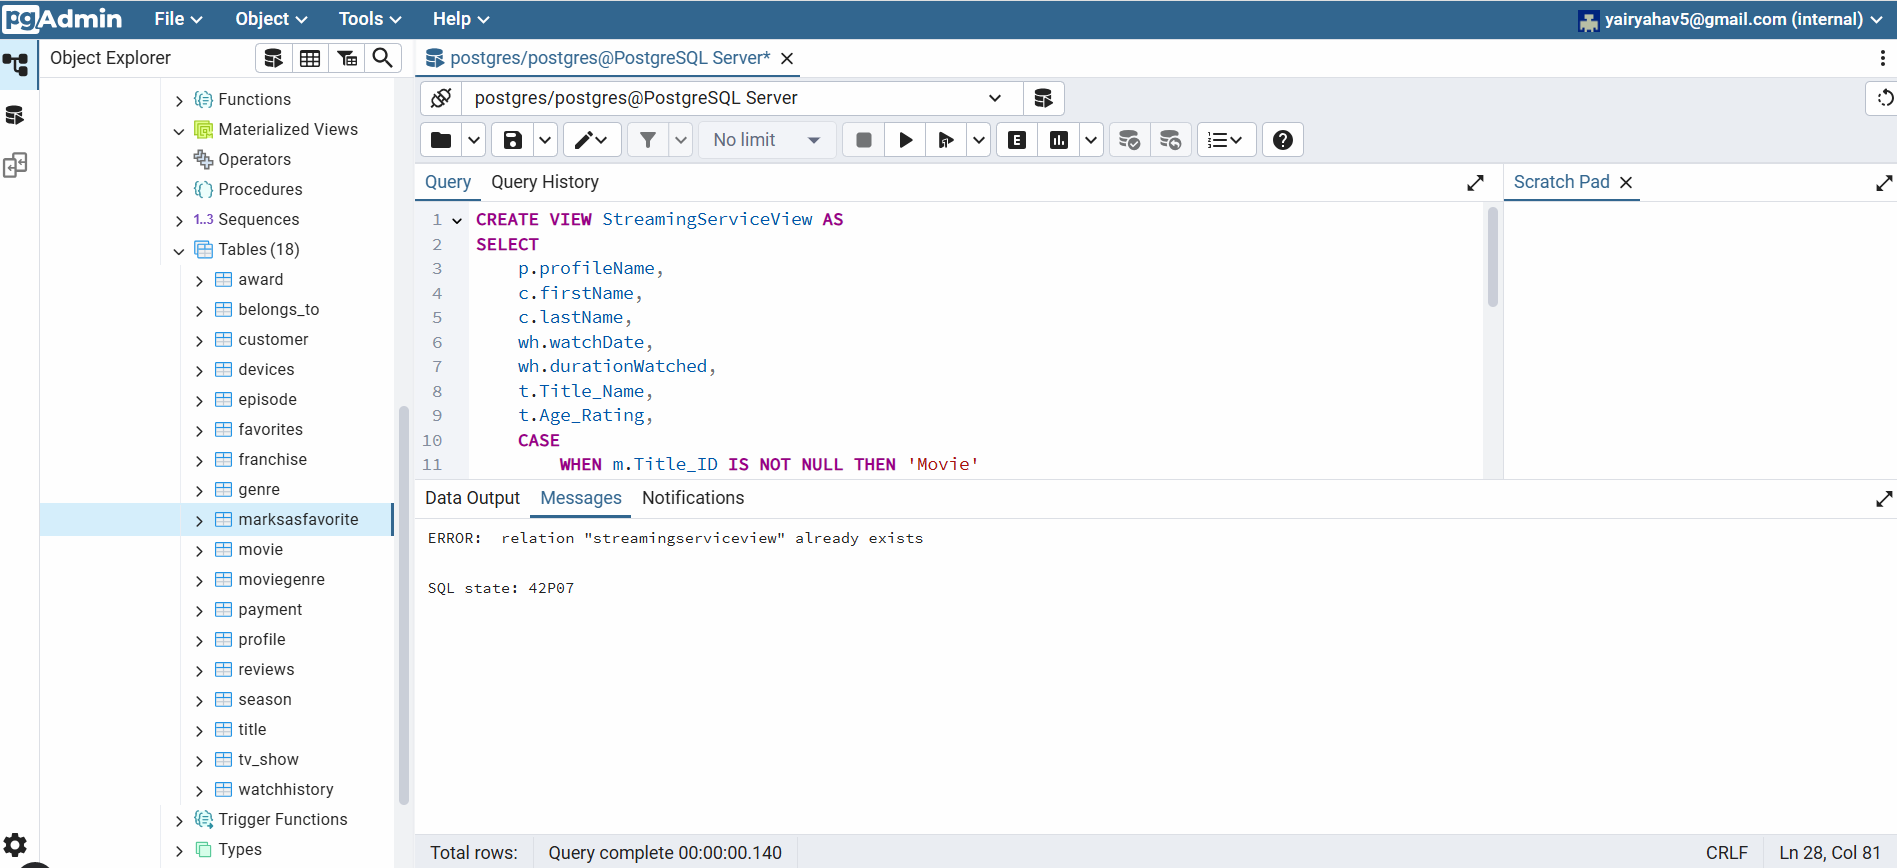 pgAdmin File Object Tools Help yairyahav5@gmail.com (internal)
Object Explorer
postgres/postgres@PostgreSQL Server*
postgres/postgres@PostgreSQL Server
No limit
E
Functions
Materialized Views
Operators
Procedures
1..3 Sequences
Tables (18)
award
belongs_to
customer
devices
episode
favorites
franchise
genre
marksasfavorite
movie
moviegenre
payment
profile
reviews
season
title
tv_show
watchhistory
Trigger Functions
Types
Query Query History
Scratch Pad
1 CREATE VIEW StreamingServiceView AS
2 SELECT
3 p.profileName,
4 c.firstName,
5 c.lastName,
6 wh.watchDate,
7 wh.durationWatched,
8 t.Title_Name,
9 t.Age_Rating,
10 CASE
11 WHEN m.Title_ID IS NOT NULL THEN 'Movie'
Data Output Messages Notifications
ERROR: relation "streamingserviceview" already exists
SQL state: 42P07
Total rows: Query complete 00:00:00.140 CRLF Ln 28, Col 81